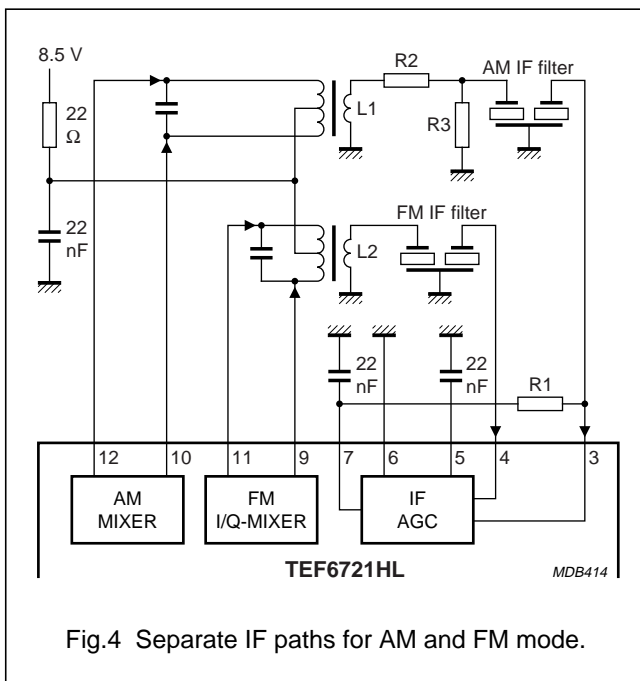 8.5 V
R2
AM IF filter
22
Ω
L1
R3
22
nF
FM IF filter
L2
22
nF
22
nF
R1
12
10
11
9
7
6
5
4
3
AM
MIXER
FM
I/Q-MIXER
IF
AGC
TEF6721HL
MDB414
Fig.4 Separate IF paths for AM and FM mode.